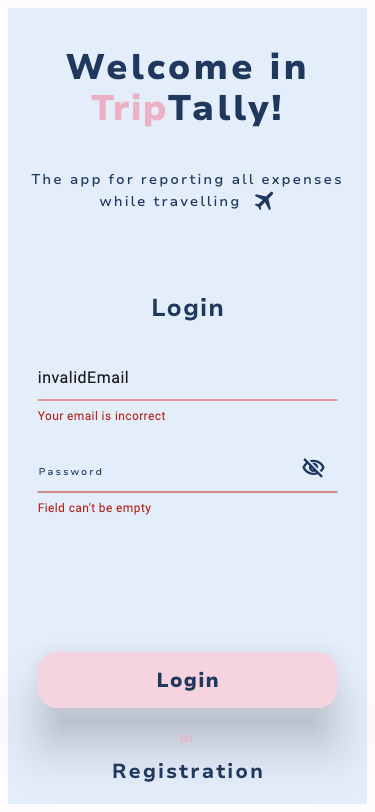 Welcome in
TripTally!
The app for reporting all expenses
while travelling
Login
invalidEmail
Your email is incorrect
Password
Field can't be empty
Login
or
Registration